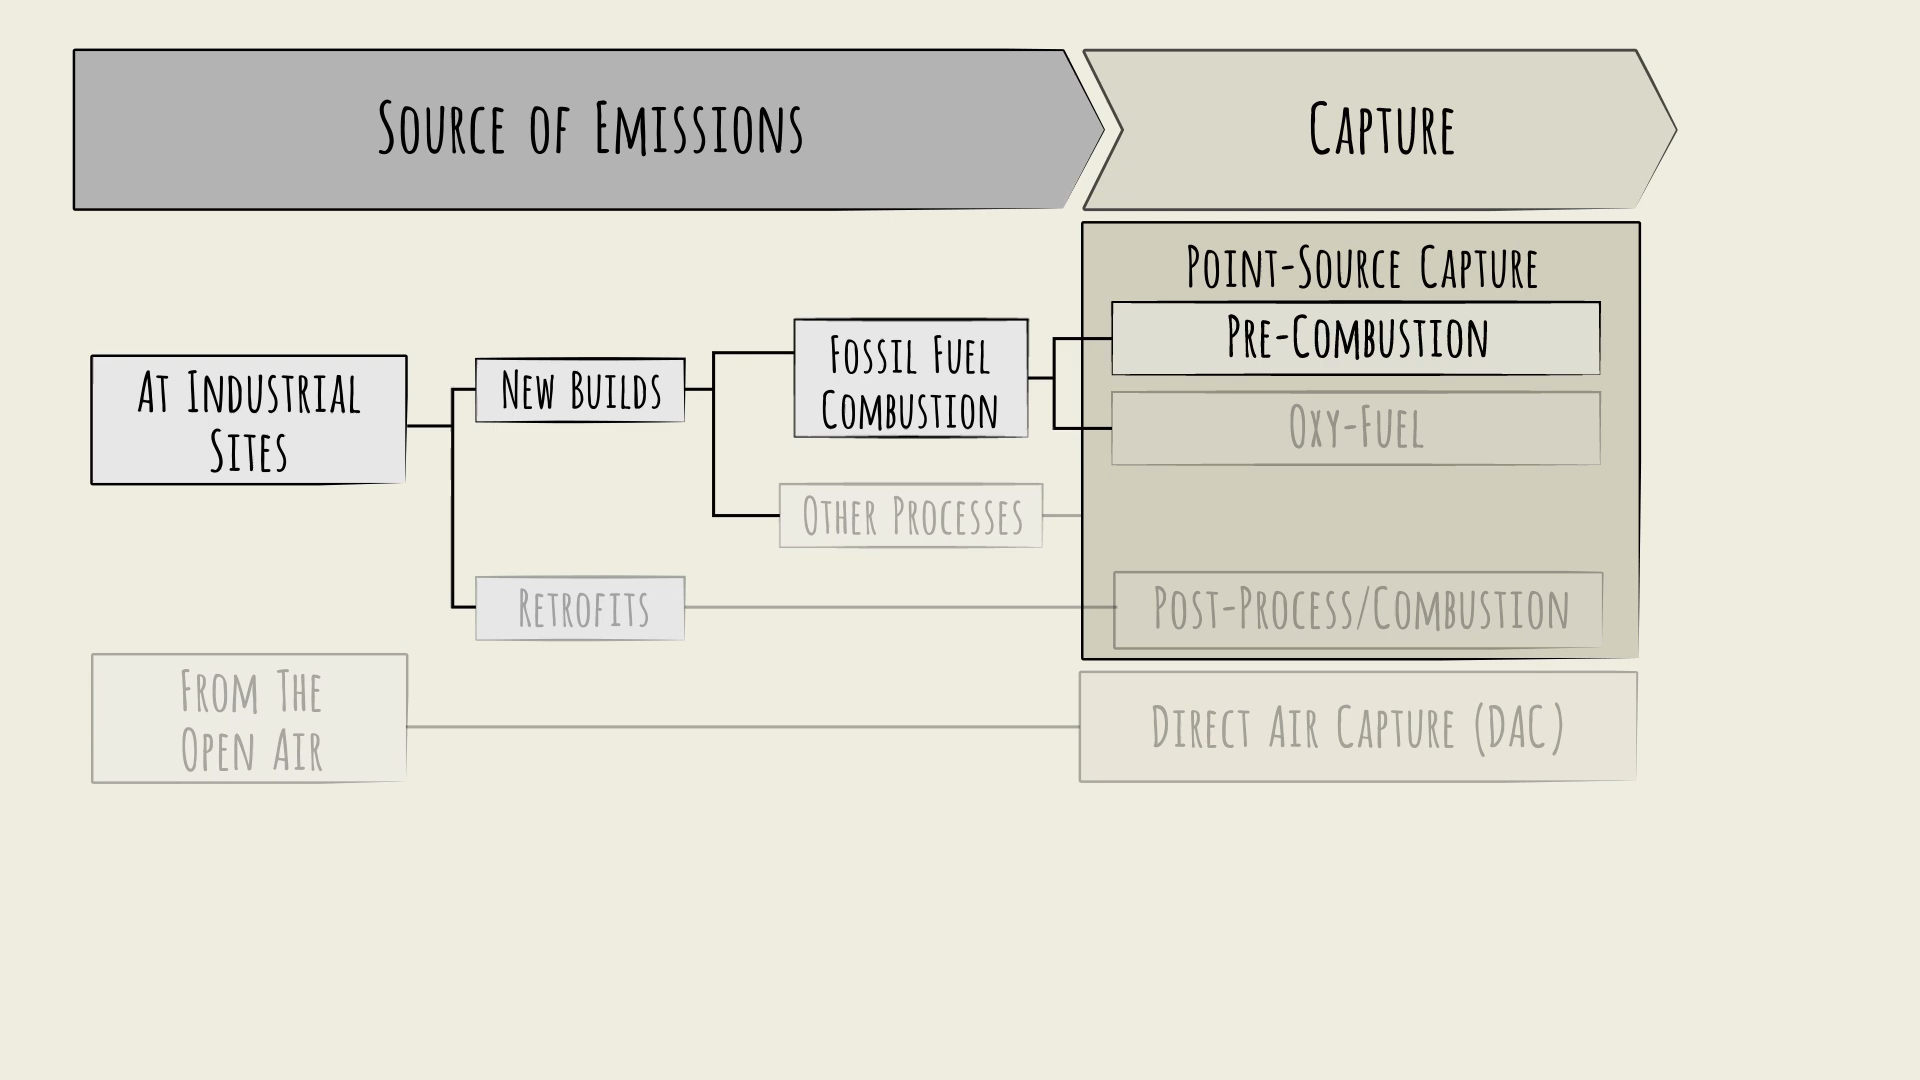 Source of Emissions
Capture
Point-Source Capture
Pre-Combustion
Fossil Fuel
Combustion
At Industrial
Sites
New Builds
Oxy-Fuel
Other Processes
Retrofits
Post-Process/Combustion
From The
Open Air
Direct Air Capture (DAC)